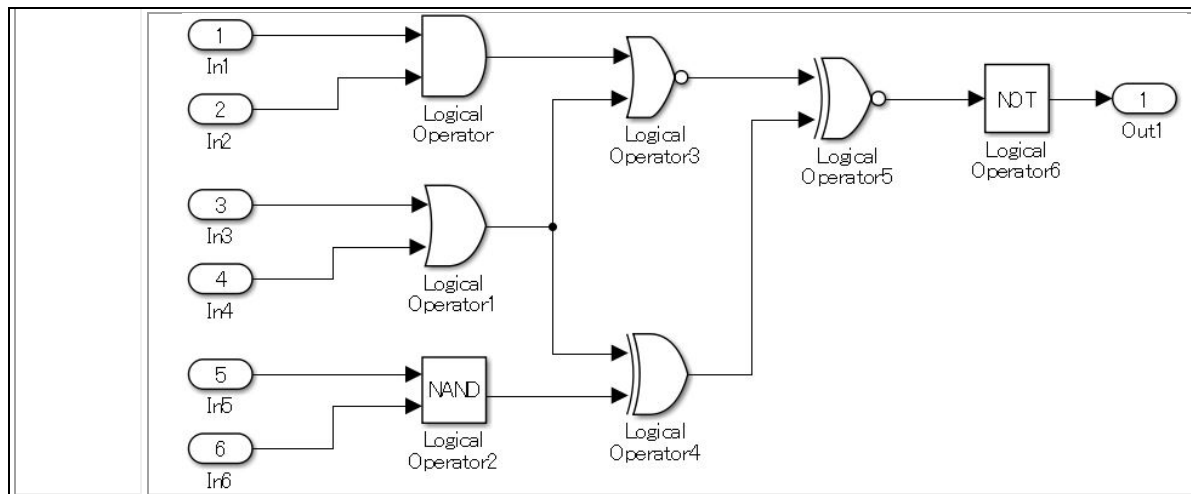 1
In1
2
In2
Logical
Operator
Logical
Operator3
Logical
Operator5
NOT
Logical
Operator6
1
Out1
3
In3
4
In4
Logical
Operator1
5
In5
6
In6
NAND
Logical
Operator2
Logical
Operator4